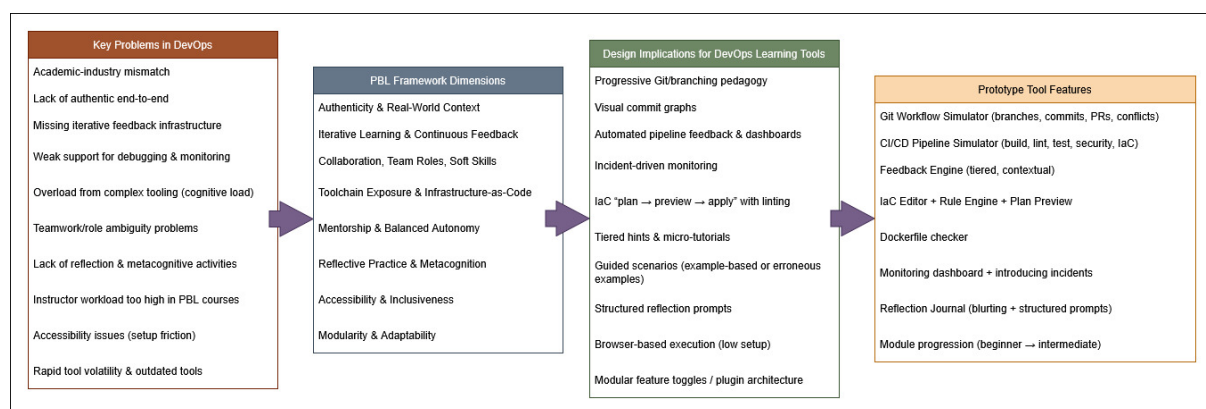 Key Problems in DevOps
Academic-industry mismatch
Lack of authentic end-to-end
Missing iterative feedback infrastructure
Weak support for debugging & monitoring
Overload from complex tooling (cognitive load)
Teamwork/role ambiguity problems
Lack of reflection & metacognitive activities
Instructor workload too high in PBL courses
Accessibility issues (setup friction)
Rapid tool volatility & outdated tools
PBL Framework Dimensions
Authenticity & Real-World Context
Iterative Learning & Continuous Feedback
Collaboration, Team Roles, Soft Skills
Toolchain Exposure & Infrastructure-as-Code
Mentorship & Balanced Autonomy
Reflective Practice & Metacognition
Accessibility & Inclusiveness
Modularity & Adaptability
Design Implications for DevOps Learning Tools
Progressive Git/branching pedagogy
Visual commit graphs
Automated pipeline feedback & dashboards
Incident-driven monitoring
IaC “plan → preview → apply” with linting
Tiered hints & micro-tutorials
Guided scenarios (example-based or erroneous
examples)
Structured reflection prompts
Browser-based execution (low setup)
Modular feature toggles / plugin architecture
Prototype Tool Features
Git Workflow Simulator (branches, commits, PRs, conflicts)
CI/CD Pipeline Simulator (build, lint, test, security, IaC)
Feedback Engine (tiered, contextual)
IaC Editor + Rule Engine + Plan Preview
Dockerfile checker
Monitoring dashboard + introducing incidents
Reflection Journal (blurting + structured prompts)
Module progression (beginner → intermediate)